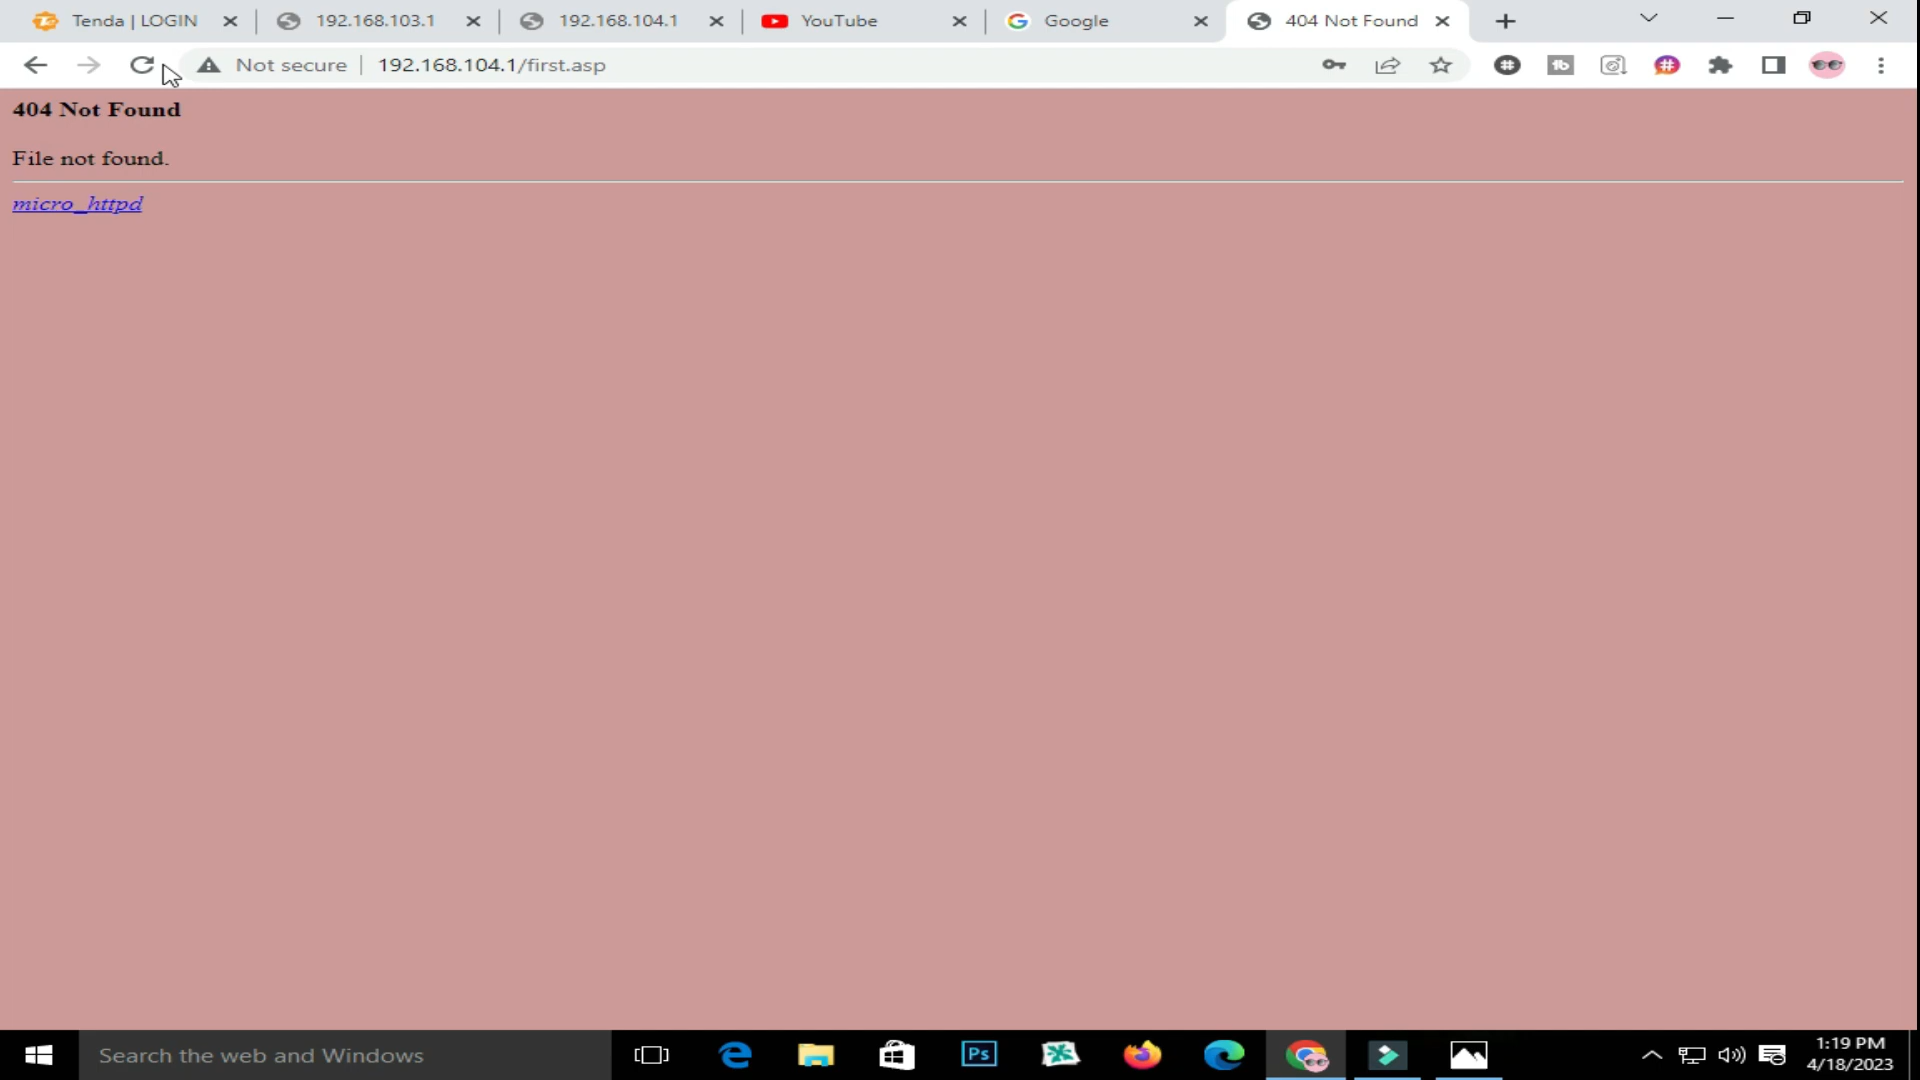 Tenda | LOGIN
192.168.103.1
192.168.104.1
YouTube
Google
404 Not Found
Not secure
192.168.104.1/first.asp
404 Not Found
File not found.
micro_httpd
Search the web and Windows
Ps
1:19 PM
4/18/2023